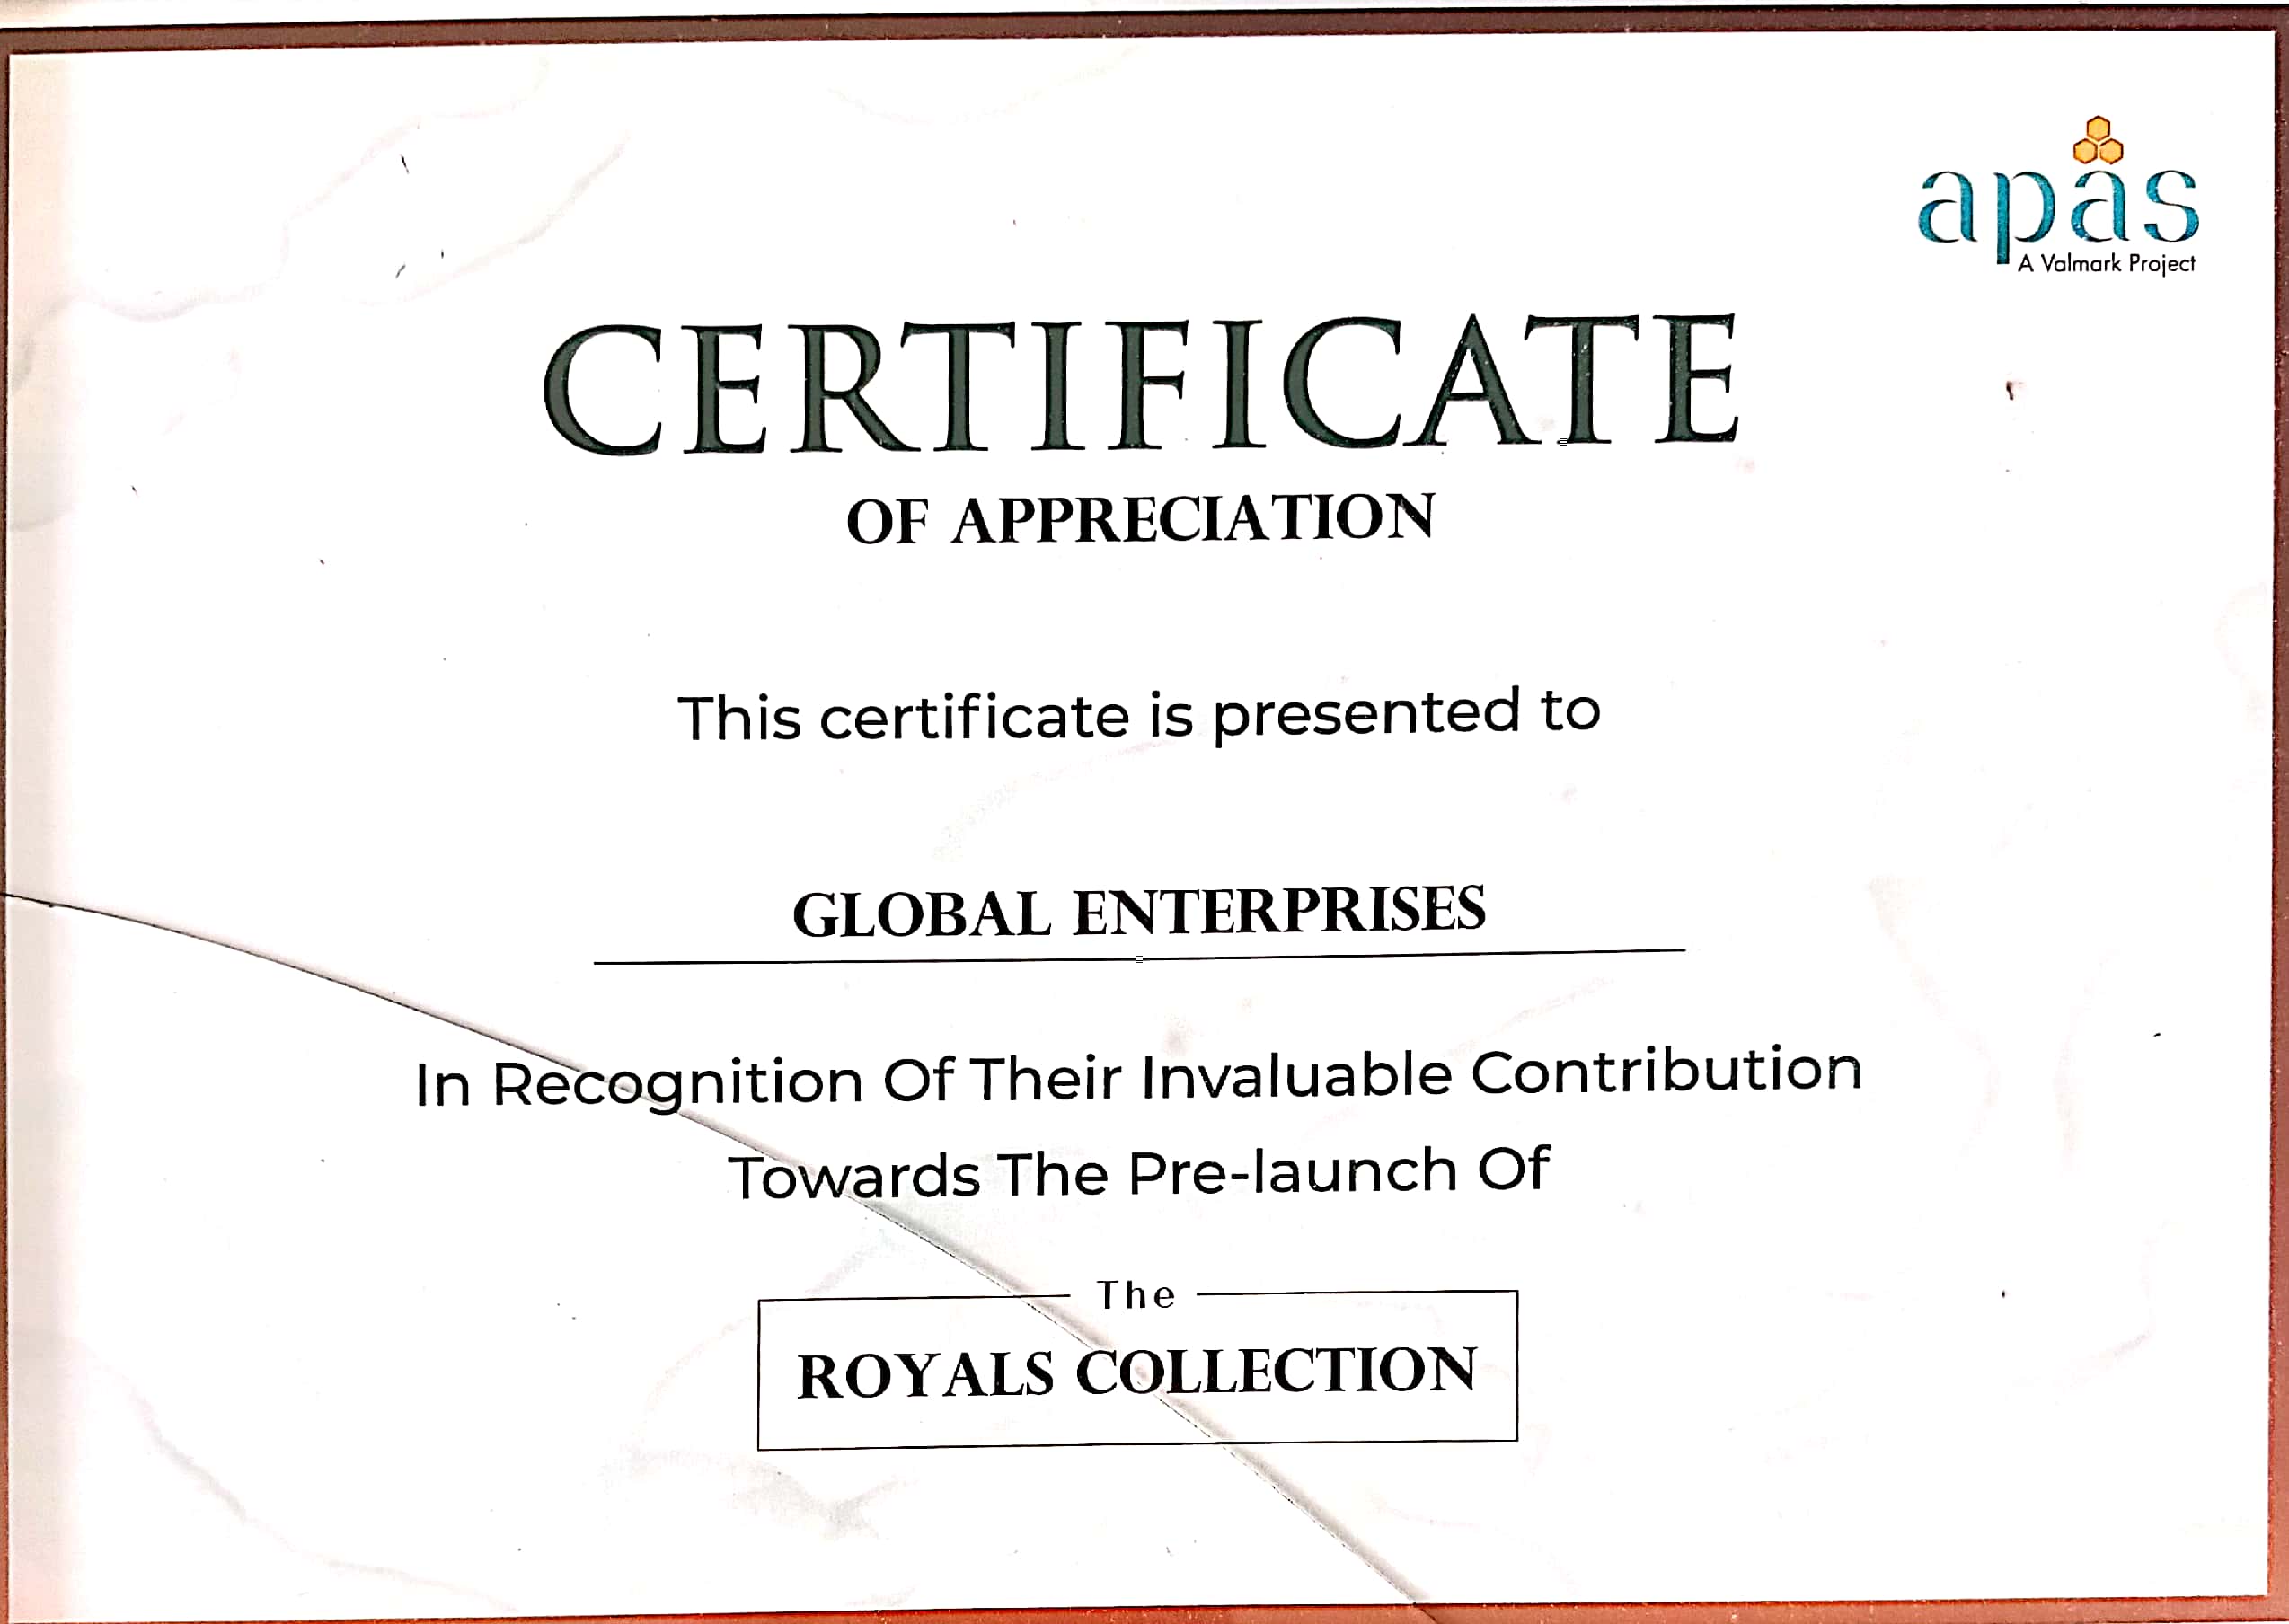 apas
A Valmark Project
CERTIFICATE
OF APPRECIATION
This certificate is presented to
GLOBAL ENTERPRISES
In Recognition Of Their Invaluable Contribution
Towards The Pre-launch Of
The
ROYALS COLLECTION